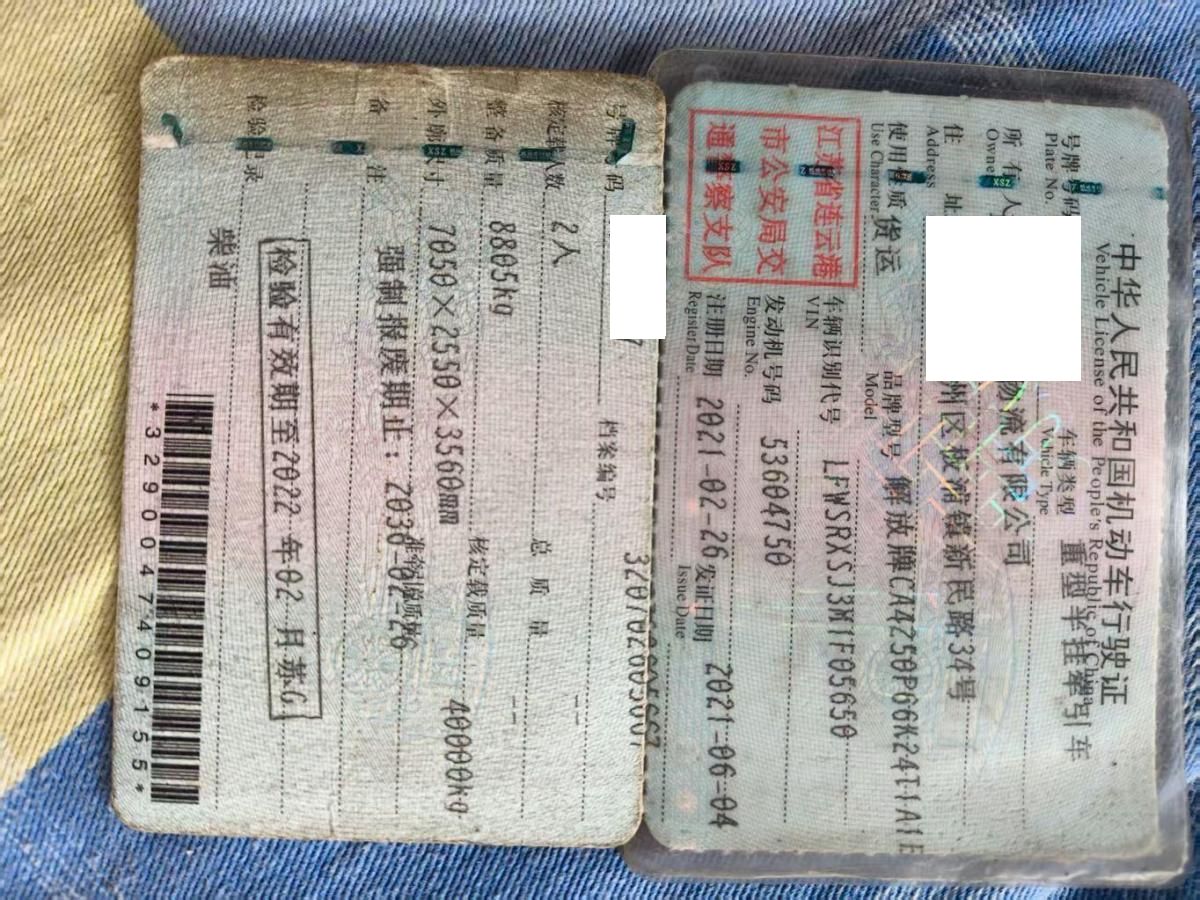 中华人民共和国机动车行驶证
Vehicle License of the People's Republic of China
号牌号码
Plate No.
车辆类型
Vehicle Type
重型半挂牵引车
所有人
Owner
物流有限公司
住 址
Address
州区板浦镇新民路34号
使用性质
Use Character
货运
品牌型号
Model
解放牌CA4250P66K24T1A1E
江苏省连云港
市公安局交
通警察支队
车辆识别代号
VIN
LFWSRXSJ3M1F05650
发动机号码
Engine No.
53604750
注册日期
Register Date
2021-02-26
发证日期
Issue Date
2021-06-04
号牌号码
档案编号
核定载人数
2人
总 质 量
--
整备质量
8805kg
核定载质量
--
外廓尺寸
7050×2550×3560mm
准牵引总质量
40000kg
备 注
强制报废期止：2036-02-26
检验有效期至2022年02月苏G
检验记录
柴油
*3290047409155*